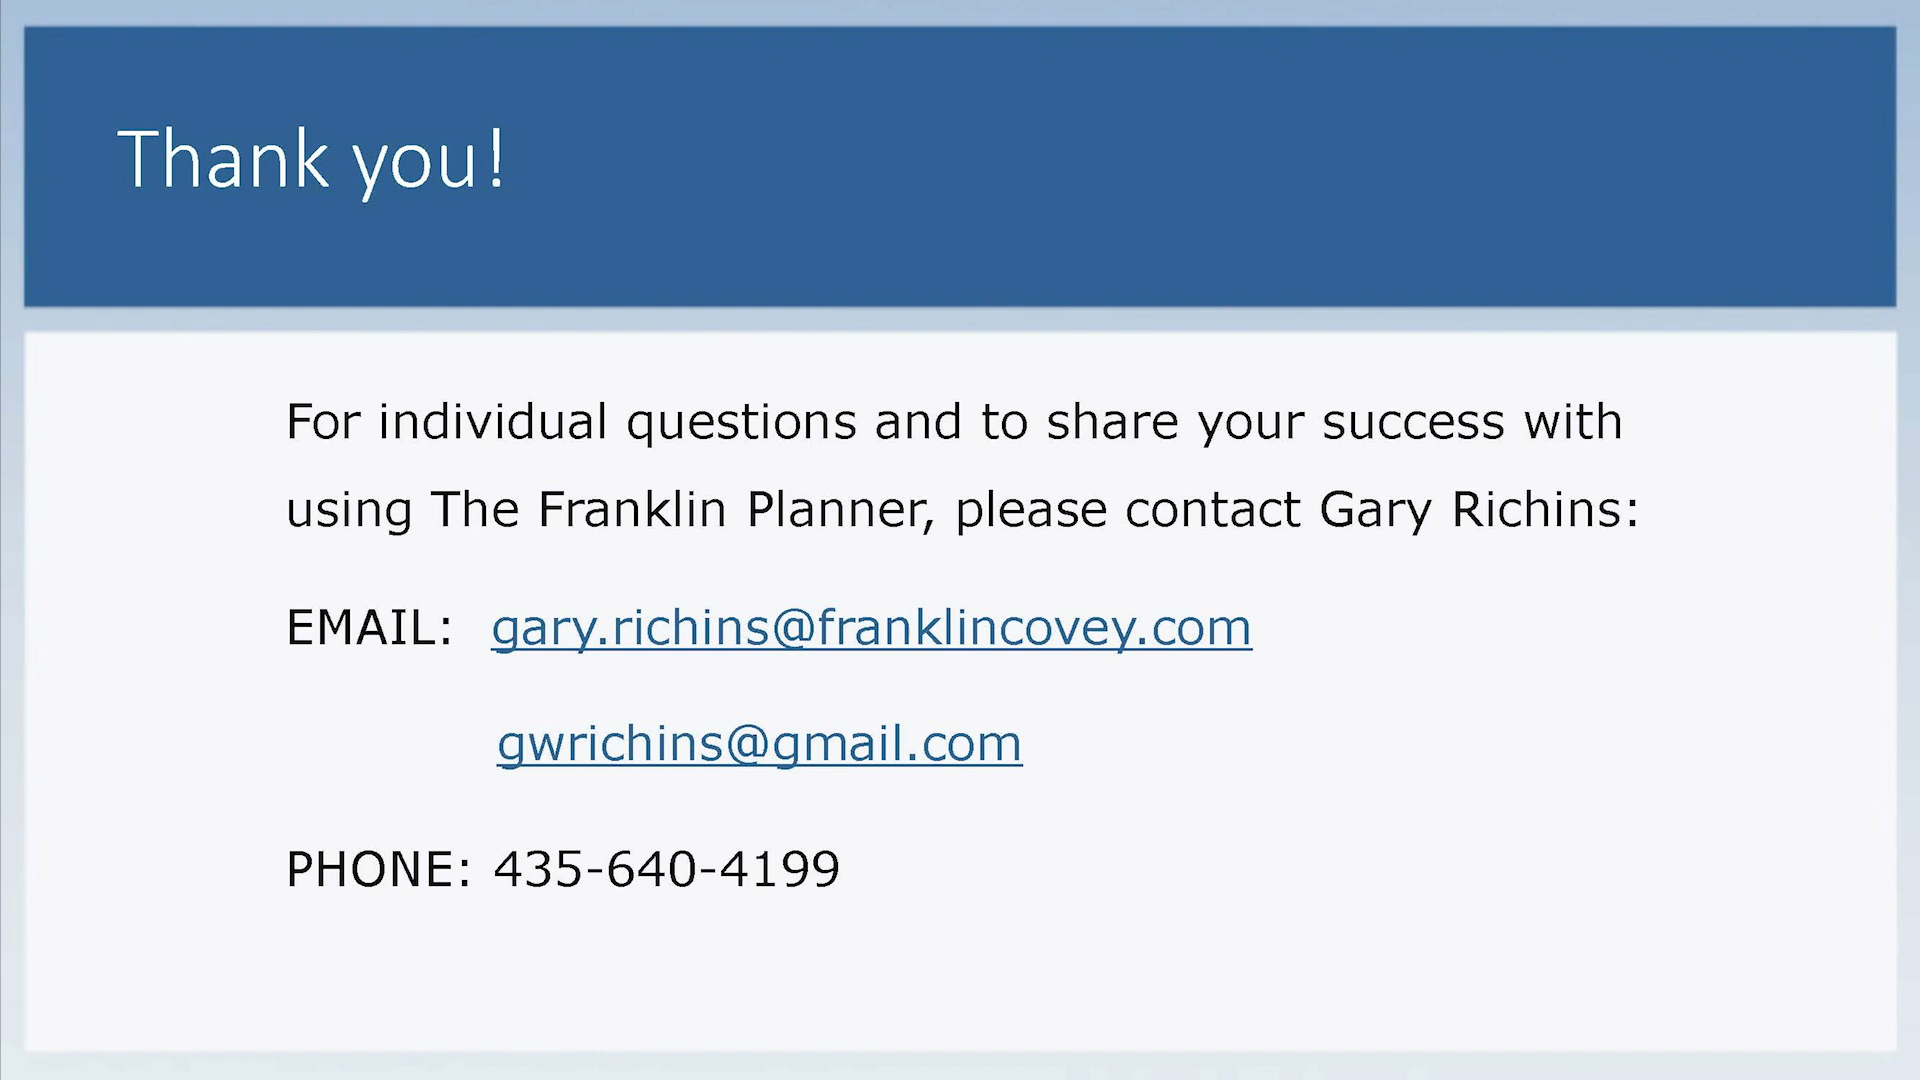 Thank you!
For individual questions and to share your success with
using The Franklin Planner, please contact Gary Richins:
EMAIL: gary.richins@franklincovey.com
gwrichins@gmail.com
PHONE: 435-640-4199